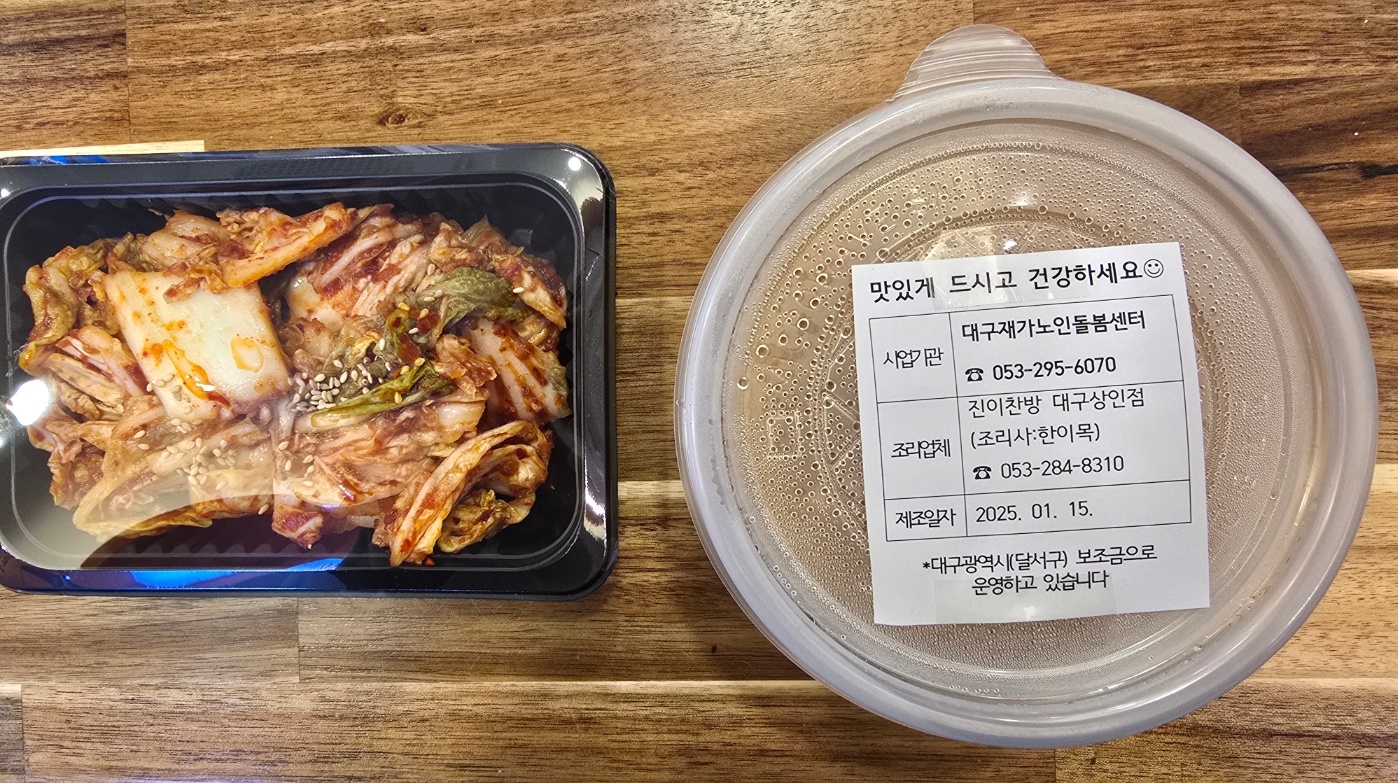 맛있게 드시고 건강하세요☺
사업기관
대구재가노인돌봄센터
☎ 053-295-6070
조리업체
진이찬방 대구상인점
(조리사:한이목)
☎ 053-284-8310
제조일자
2025. 01. 15.
*대구광역시(달서구) 보조금으로
운영하고 있습니다